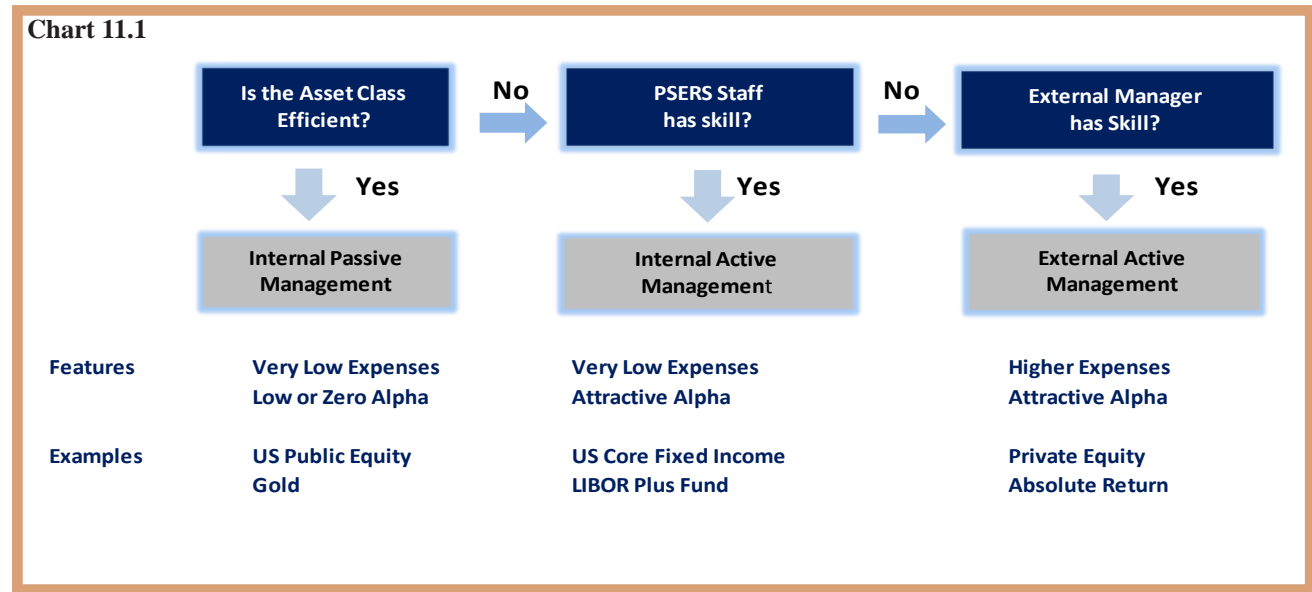 Chart 11.1
Is the Asset Class
Efficient?
No
PSERS Staff
has skill?
No
External Manager
has Skill?
Yes
Yes
Yes
Internal Passive
Management
Internal Active
Management
External Active
Management
Features
Very Low Expenses
Low or Zero Alpha
Very Low Expenses
Attractive Alpha
Higher Expenses
Attractive Alpha
Examples
US Public Equity
Gold
US Core Fixed Income
LIBOR Plus Fund
Private Equity
Absolute Return